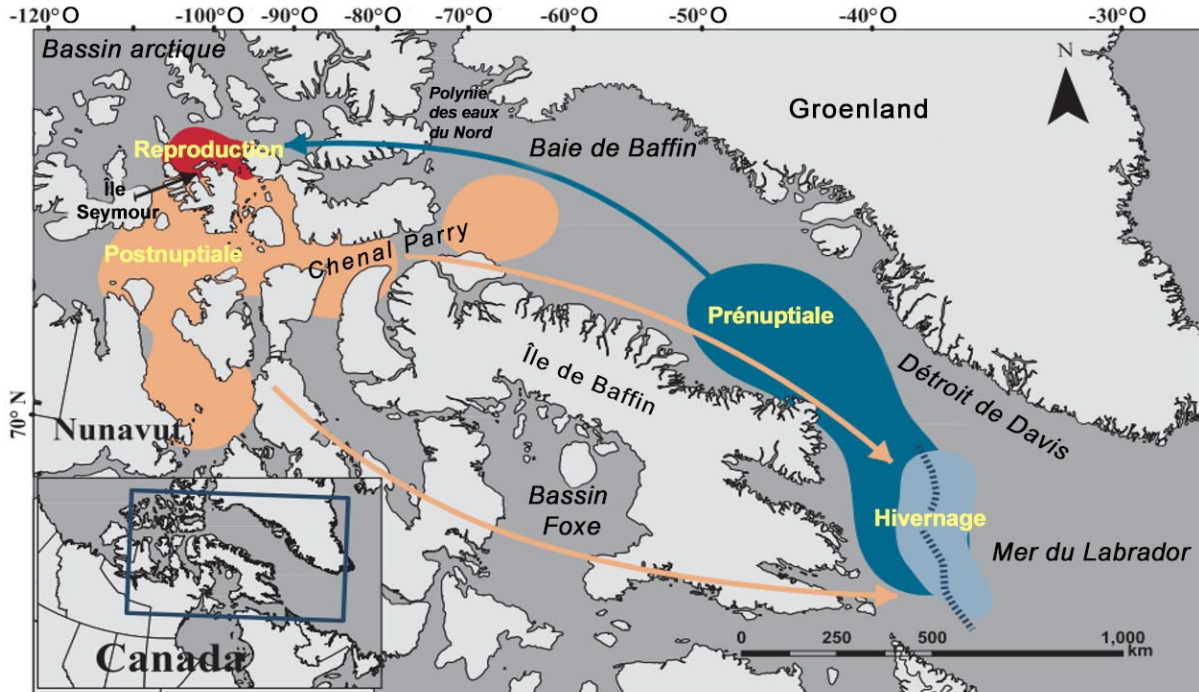 -120○ -100○ -90○ -80○ -70○ -60○ -50○ -40○ -30○
Bassin arctique
N
Polynie
des eaux
du Nord
Groenland
Reproduction
Baie de Baffin
Île
Seymour
Postnuptiale
Chenal Parry
Prénuptiale
Île de Baffin
Détroit de Davis
70° N
Nunavut
Bassin
Foxe
Hivernage
Mer du Labrador
Canada
0 250 500 1,000
km